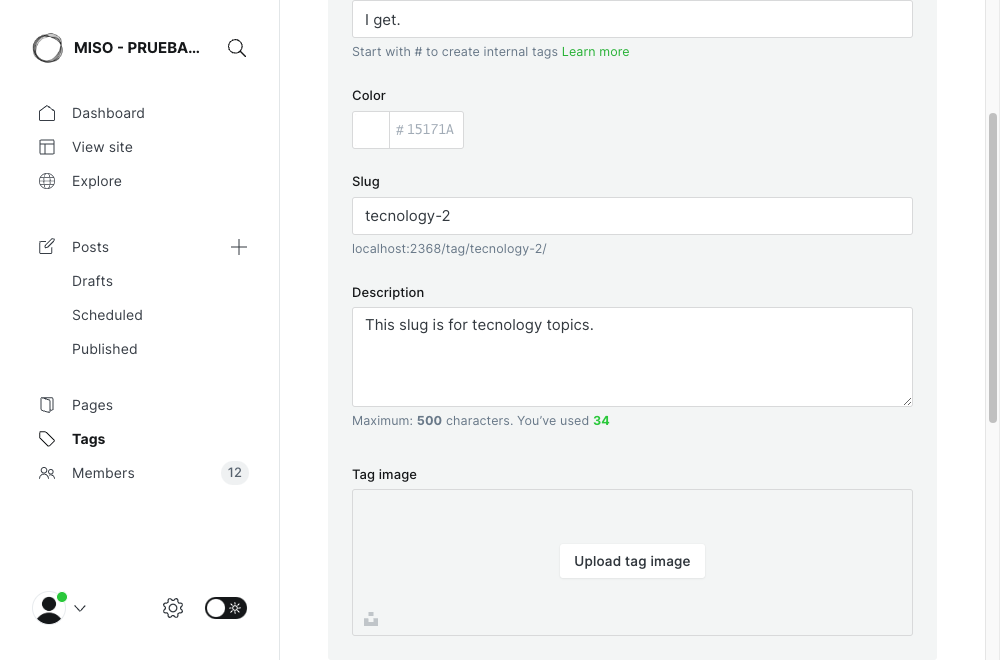 MISO - PRUEBA...
Dashboard
View site
Explore
Posts
Drafts
Scheduled
Published
Pages
Tags
Members 12
I get.
Start with # to create internal tags Learn more
Color
# 15171A
Slug
tecnology-2
localhost:2368/tag/tecnology-2/
Description
This slug is for tecnology topics.
Maximum: 500 characters. You’ve used 34
Tag image
Upload tag image